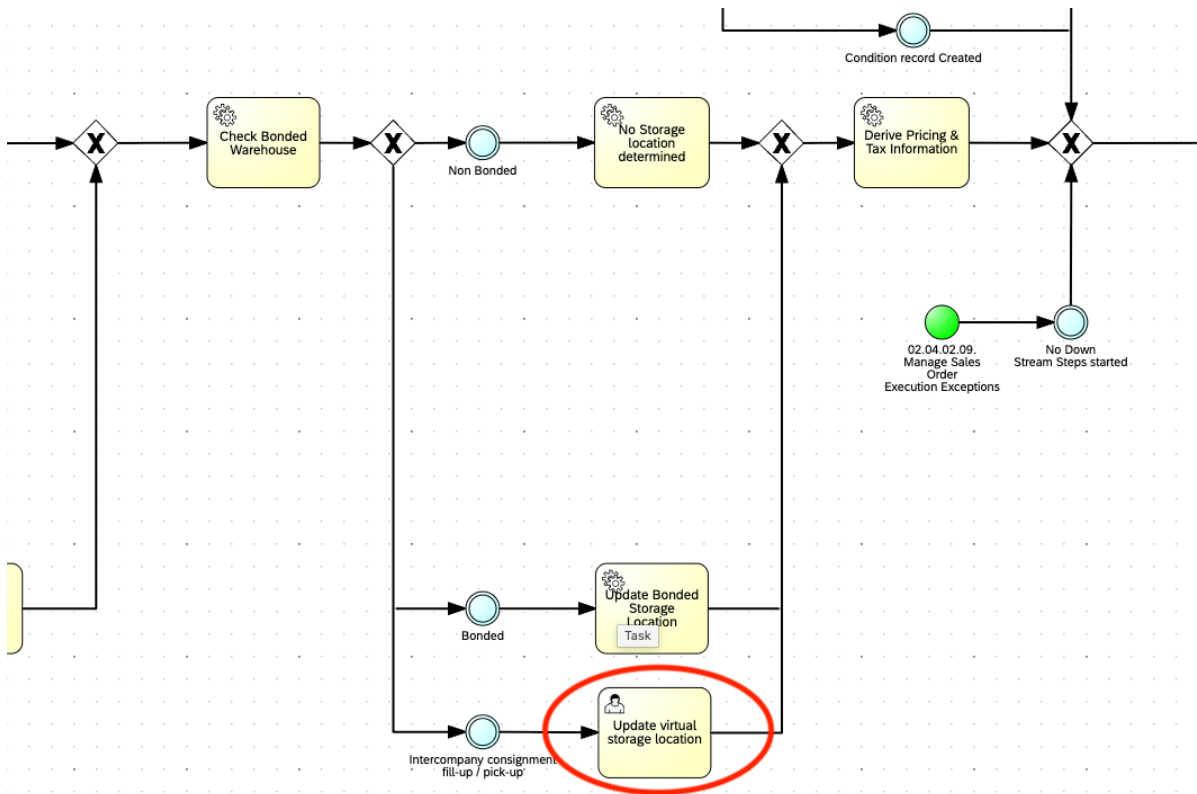 Condition record Created
Check Bonded
Warehouse
Non Bonded
No Storage
location
determined
Derive Pricing &
Tax Information
02.04.02.09.
Manage Sales
Order
Execution Exceptions
No Down
Stream Steps started
Bonded
Update Bonded
Storage
Location
Task
Intercompany consignment
fill-up / pick-up
Update virtual
storage location